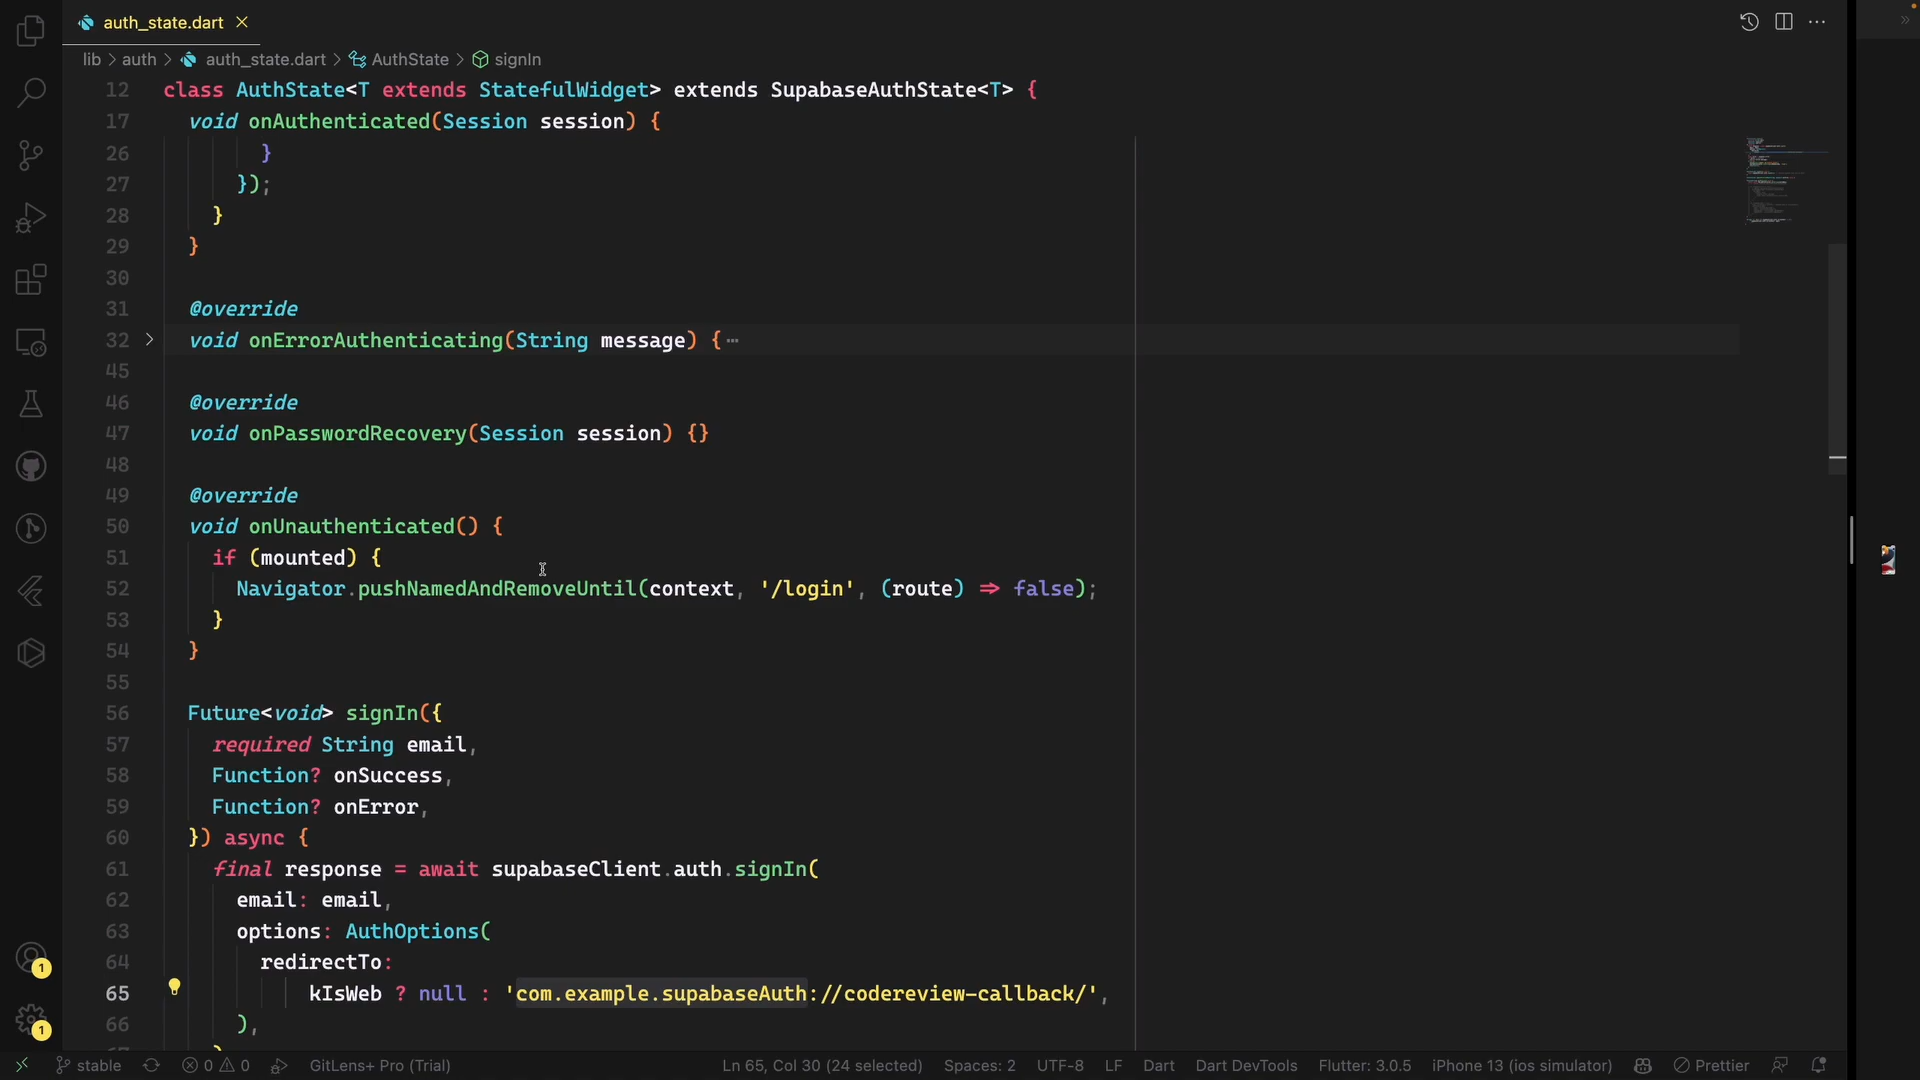 auth_state.dart
lib > auth > auth_state.dart > AuthState > signIn
12 class AuthState<T extends StatefulWidget> extends SupabaseAuthState<T> {
17 void onAuthenticated(Session session) {
26 }
27 });
28 }
29 }
30
31 @override
32 void onErrorAuthenticating(String message) {⋯
45
46 @override
47 void onPasswordRecovery(Session session) {}
48
49 @override
50 void onUnauthenticated() {
51 if (mounted) {
52 Navigator.pushNamedAndRemoveUntil(context, '/login', (route) => false);
53 }
54 }
55
56 Future<void> signIn({
57 required String email,
58 Function? onSuccess,
59 Function? onError,
60 }) async {
61 final response = await supabaseClient.auth.signIn(
62 email: email,
63 options: AuthOptions(
64 redirectTo:
65 kIsWeb ? null : 'com.example.supabaseAuth://codereview-callback/',
66 ),
1
1
stable 0 0 GitLens+ Pro (Trial) Ln 65, Col 30 (24 selected) Spaces: 2 UTF-8 LF Dart Dart DevTools Flutter: 3.0.5 iPhone 13 (ios simulator) Prettier